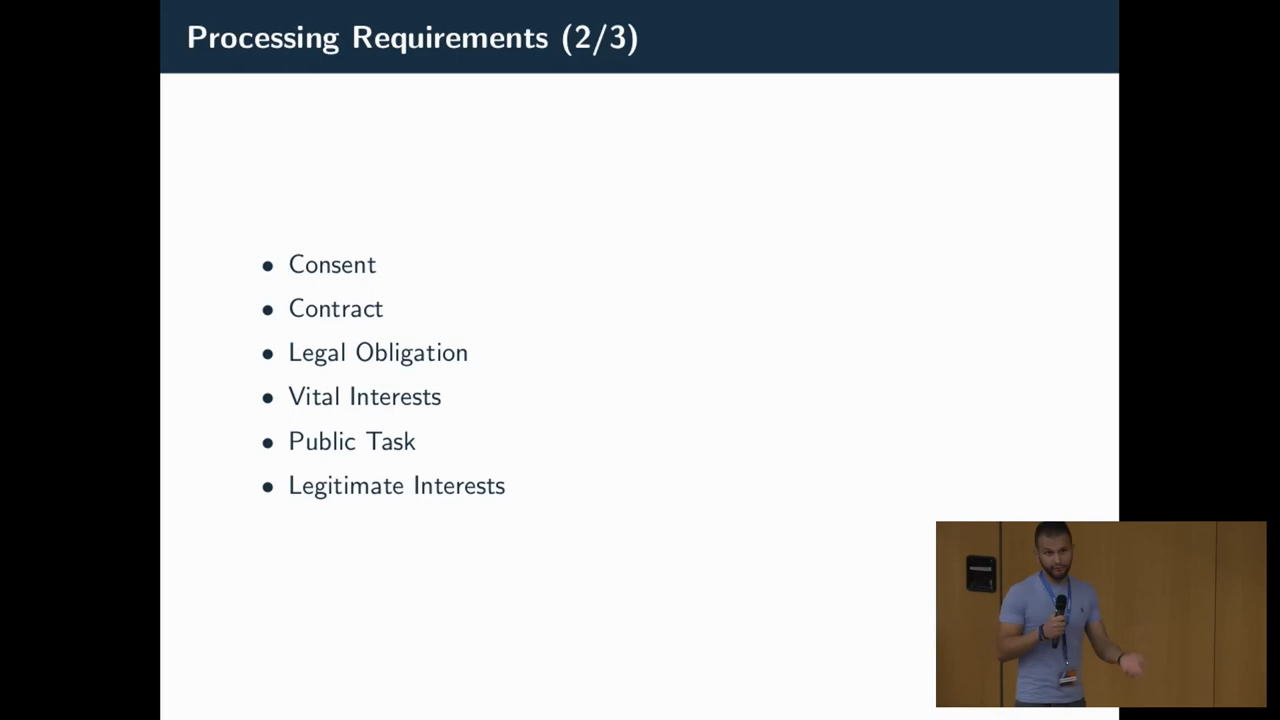 Processing Requirements (2/3)
• Consent
• Contract
• Legal Obligation
• Vital Interests
• Public Task
• Legitimate Interests